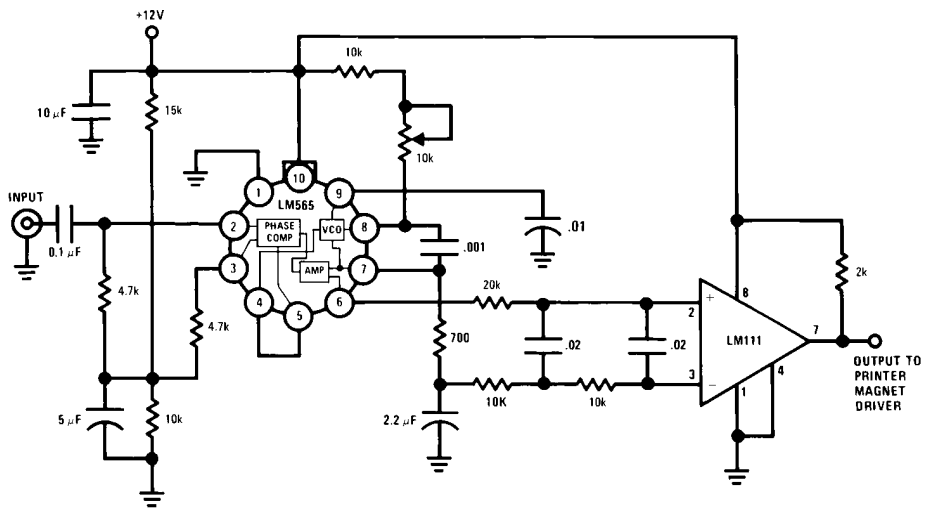 +12V
10k
10 µF
15k
10k
1
10
9
LM565
INPUT
2
PHASE
COMP
VCO
8
.01
0.1 µF
.001
3
AMP
7
2k
4.7k
4
5
6
20k
+
8
2
4.7k
700
.02
.02
LM111
7
OUTPUT TO
PRINTER
MAGNET
DRIVER
3
–
4
5 µF
10k
2.2 µF
10K
10k
1